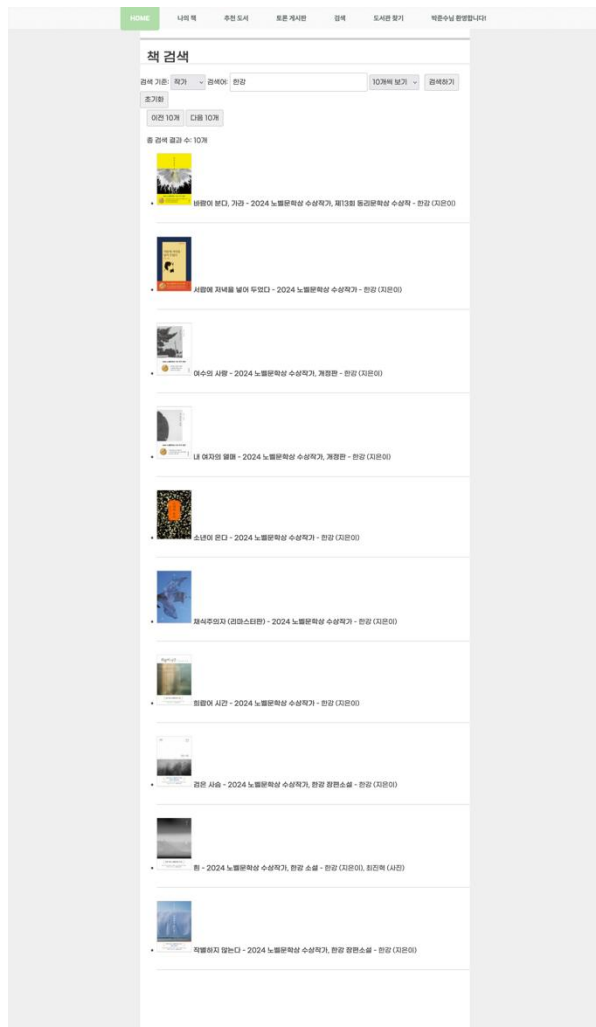 HOME 나의 책 추천 도서 토론 게시판 검색 도서관 찾기 박준수님 환영합니다!
책 검색
검색 기준: 작가 검색어: 한강 10개씩 보기 검색하기
초기화
이전 10개 다음 10개
총 검색 결과 수: 10개
바람이 분다, 가라 - 2024 노벨문학상 수상작가, 제13회 동리문학상 수상작 - 한강 (지은이)
서랍에 저녁을 넣어 두었다 - 2024 노벨문학상 수상작가 - 한강 (지은이)
여수의 사랑 - 2024 노벨문학상 수상작가, 개정판 - 한강 (지은이)
내 여자의 열매 - 2024 노벨문학상 수상작가, 개정판 - 한강 (지은이)
소년이 온다 - 2024 노벨문학상 수상작가 - 한강 (지은이)
채식주의자 (리마스터판) - 2024 노벨문학상 수상작가 - 한강 (지은이)
희랍어 시간 - 2024 노벨문학상 수상작가 - 한강 (지은이)
검은 사슴 - 2024 노벨문학상 수상작가, 한강 장편소설 - 한강 (지은이)
흰 - 2024 노벨문학상 수상작가, 한강 소설 - 한강 (지은이), 최진혁 (사진)
작별하지 않는다 - 2024 노벨문학상 수상작가, 한강 장편소설 - 한강 (지은이)